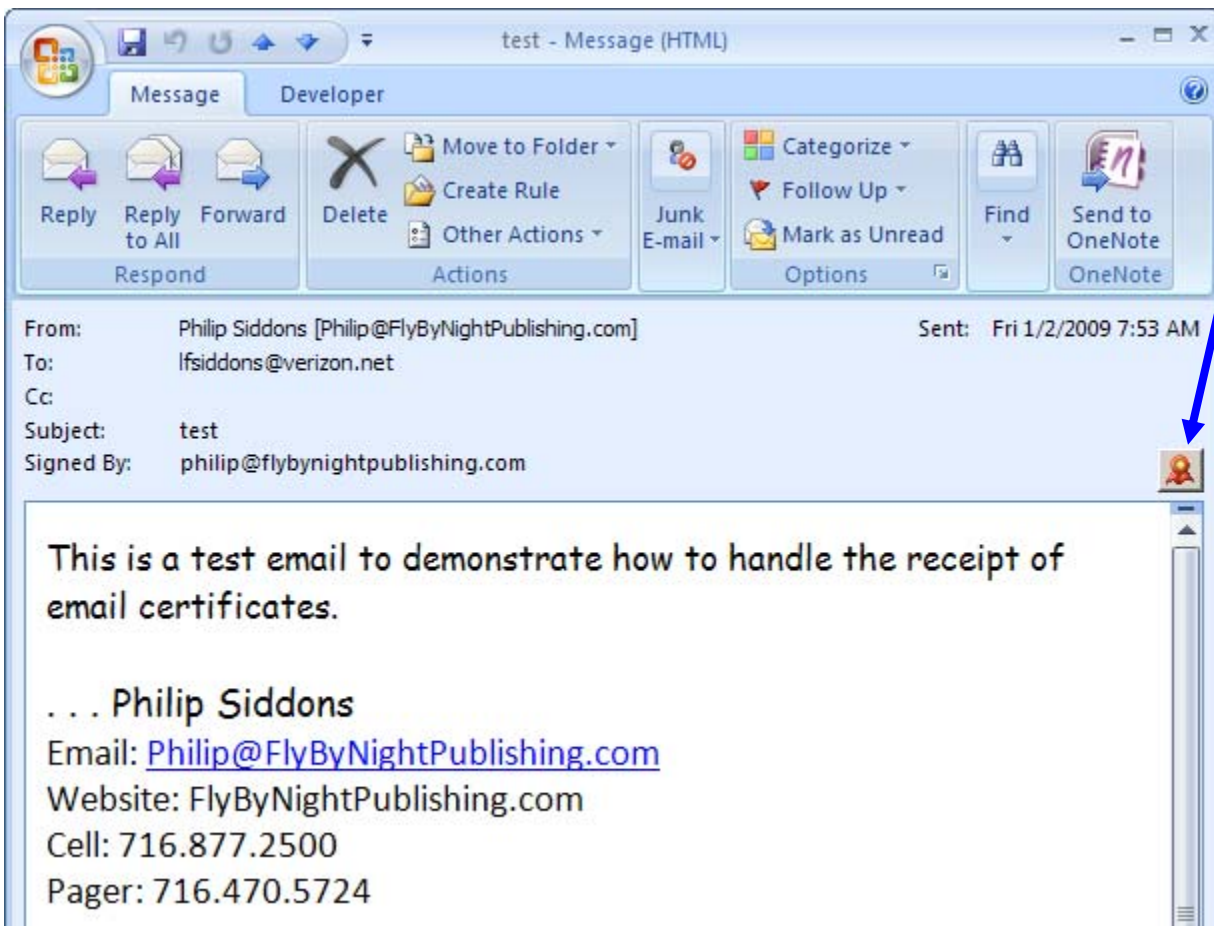 test - Message (HTML)
Message Developer
Reply Reply to All Forward Delete Move to Folder Create Rule Other Actions Junk E-mail Categorize Follow Up Mark as Unread Find Send to OneNote
Respond Actions Options OneNote
From: Philip Siddons [Philip@FlyByNightPublishing.com] Sent: Fri 1/2/2009 7:53 AM
To: lfsiddons@verizon.net
Cc:
Subject: test
Signed By: philip@flybynightpublishing.com
This is a test email to demonstrate how to handle the receipt of
email certificates.
. . . Philip Siddons
Email: Philip@FlyByNightPublishing.com
Website: FlyByNightPublishing.com
Cell: 716.877.2500
Pager: 716.470.5724